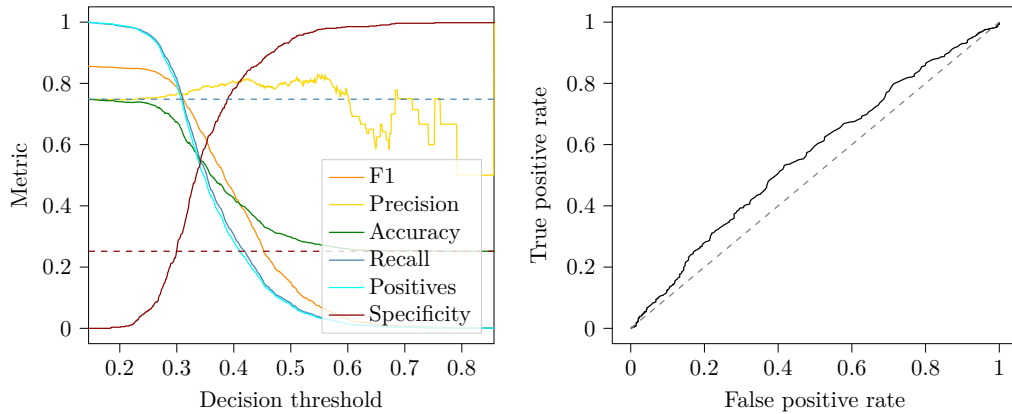 1
0.8
0.6
0.4
0.2
0
Metric
0.2 0.3 0.4 0.5 0.6 0.7 0.8
Decision threshold
F1
Precision
Accuracy
Recall
Positives
Specificity
1
0.8
0.6
0.4
0.2
0
True positive rate
0 0.2 0.4 0.6 0.8 1
False positive rate